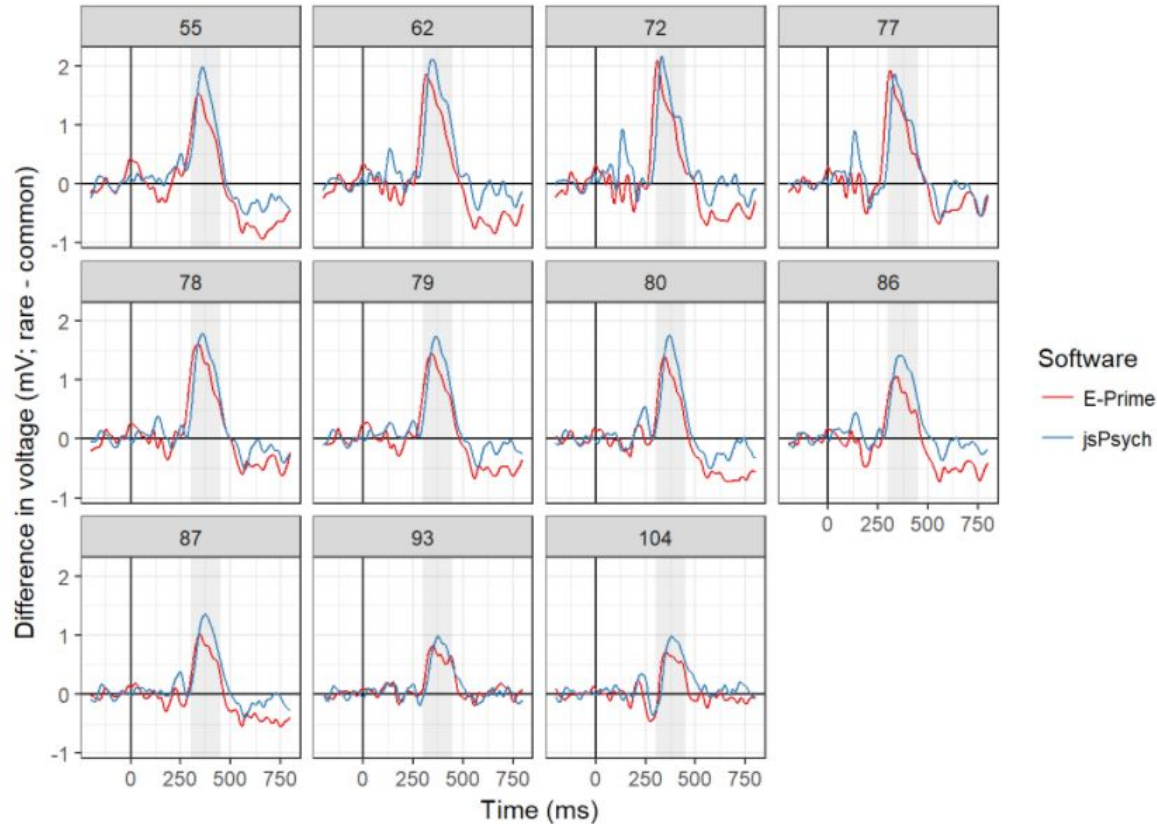 55 62 72 77
2
1
0
-1
78 79 80 86
2
1
0
-1
0 250 500 750
87 93 104
2
1
0
-1
0 250 500 750 0 250 500 750 0 250 500 750
Time (ms)
Difference in voltage (mV; rare - common)
Software
E-Prime
jsPsych